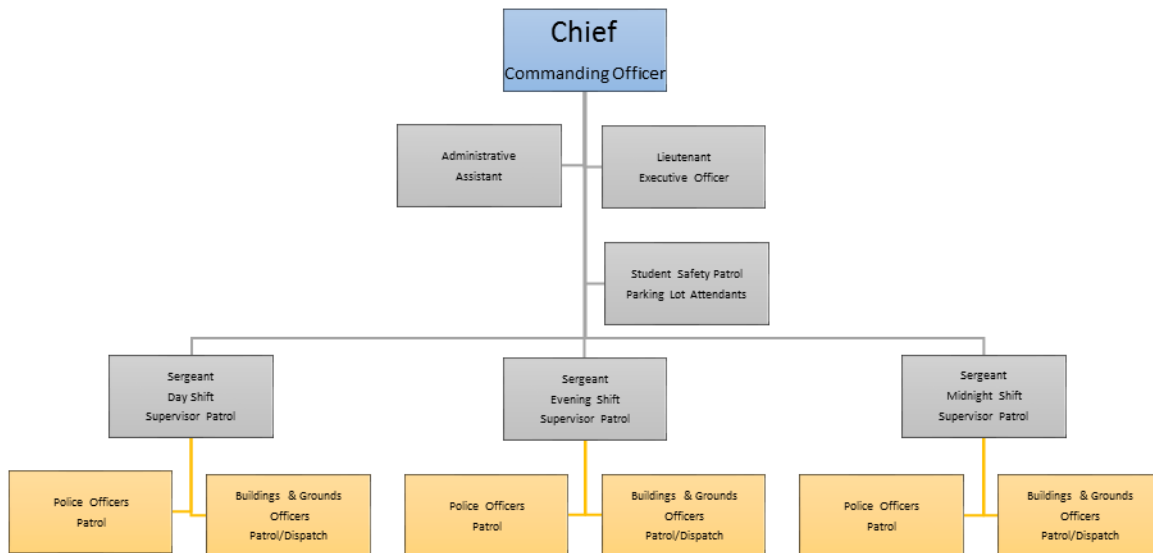 Chief
Commanding Officer
Administrative
Assistant
Lieutenant
Executive Officer
Student Safety Patrol
Parking Lot Attendants
Sergeant
Day Shift
Supervisor Patrol
Sergeant
Evening Shift
Supervisor Patrol
Sergeant
Midnight Shift
Supervisor Patrol
Police Officers
Patrol
Buildings & Grounds
Officers
Patrol/Dispatch
Police Officers
Patrol
Buildings & Grounds
Officers
Patrol/Dispatch
Police Officers
Patrol
Buildings & Grounds
Officers
Patrol/Dispatch